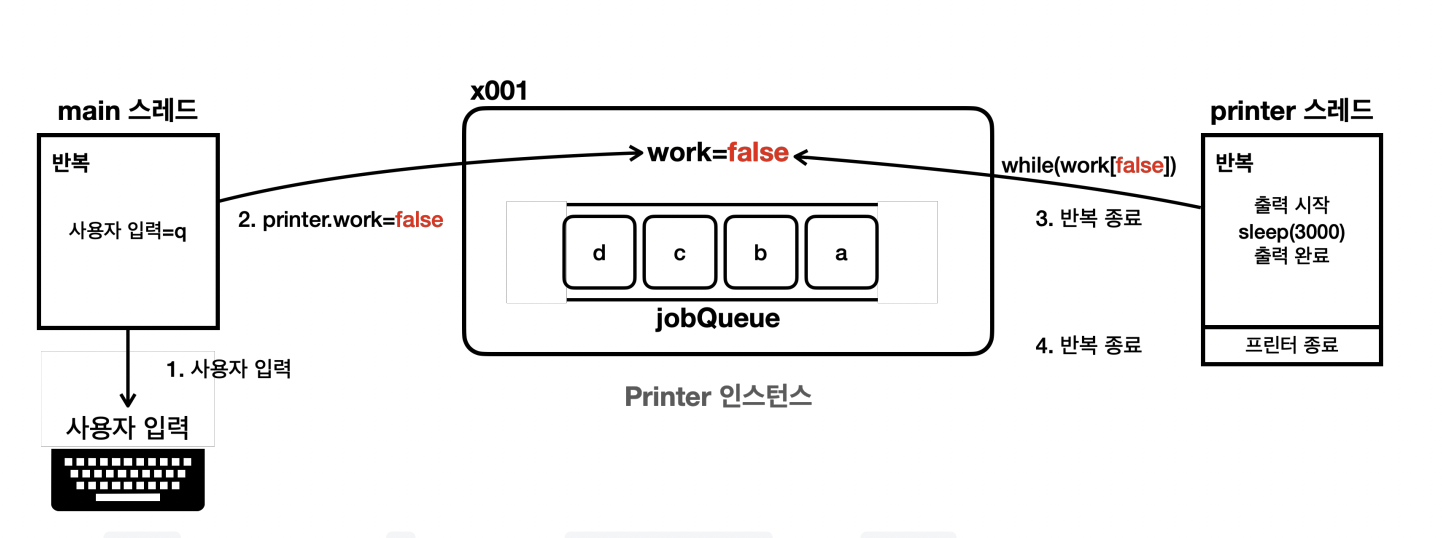 x001
main 스레드
printer 스레드
반복
사용자 입력=q
2. printer.work=false
work=false
while(work[false])
반복
출력 시작
sleep(3000)
출력 완료
3. 반복 종료
d c b a
jobQueue
4. 반복 종료
프린터 종료
1. 사용자 입력
사용자 입력
Printer 인스턴스